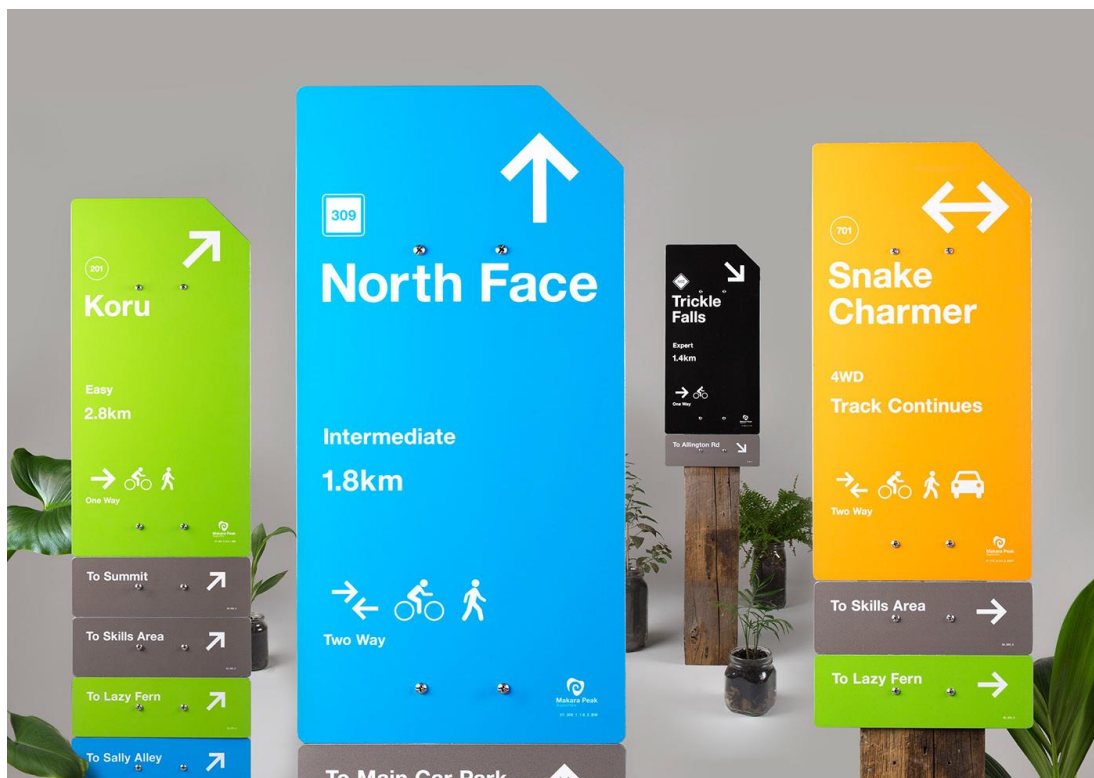 201
Koru
Easy
2.8km
One Way
Makara Peak
To Summit
To Skills Area
To Lazy Fern
To Sally Alley
309
North Face
Intermediate
1.8km
Two Way
Makara Peak
To Main Car Park
Trickle
Falls
Expert
1.4km
One Way
To Allington Rd
701
Snake
Charmer
4WD
Track Continues
Two Way
Makara Peak
To Skills Area
To Lazy Fern